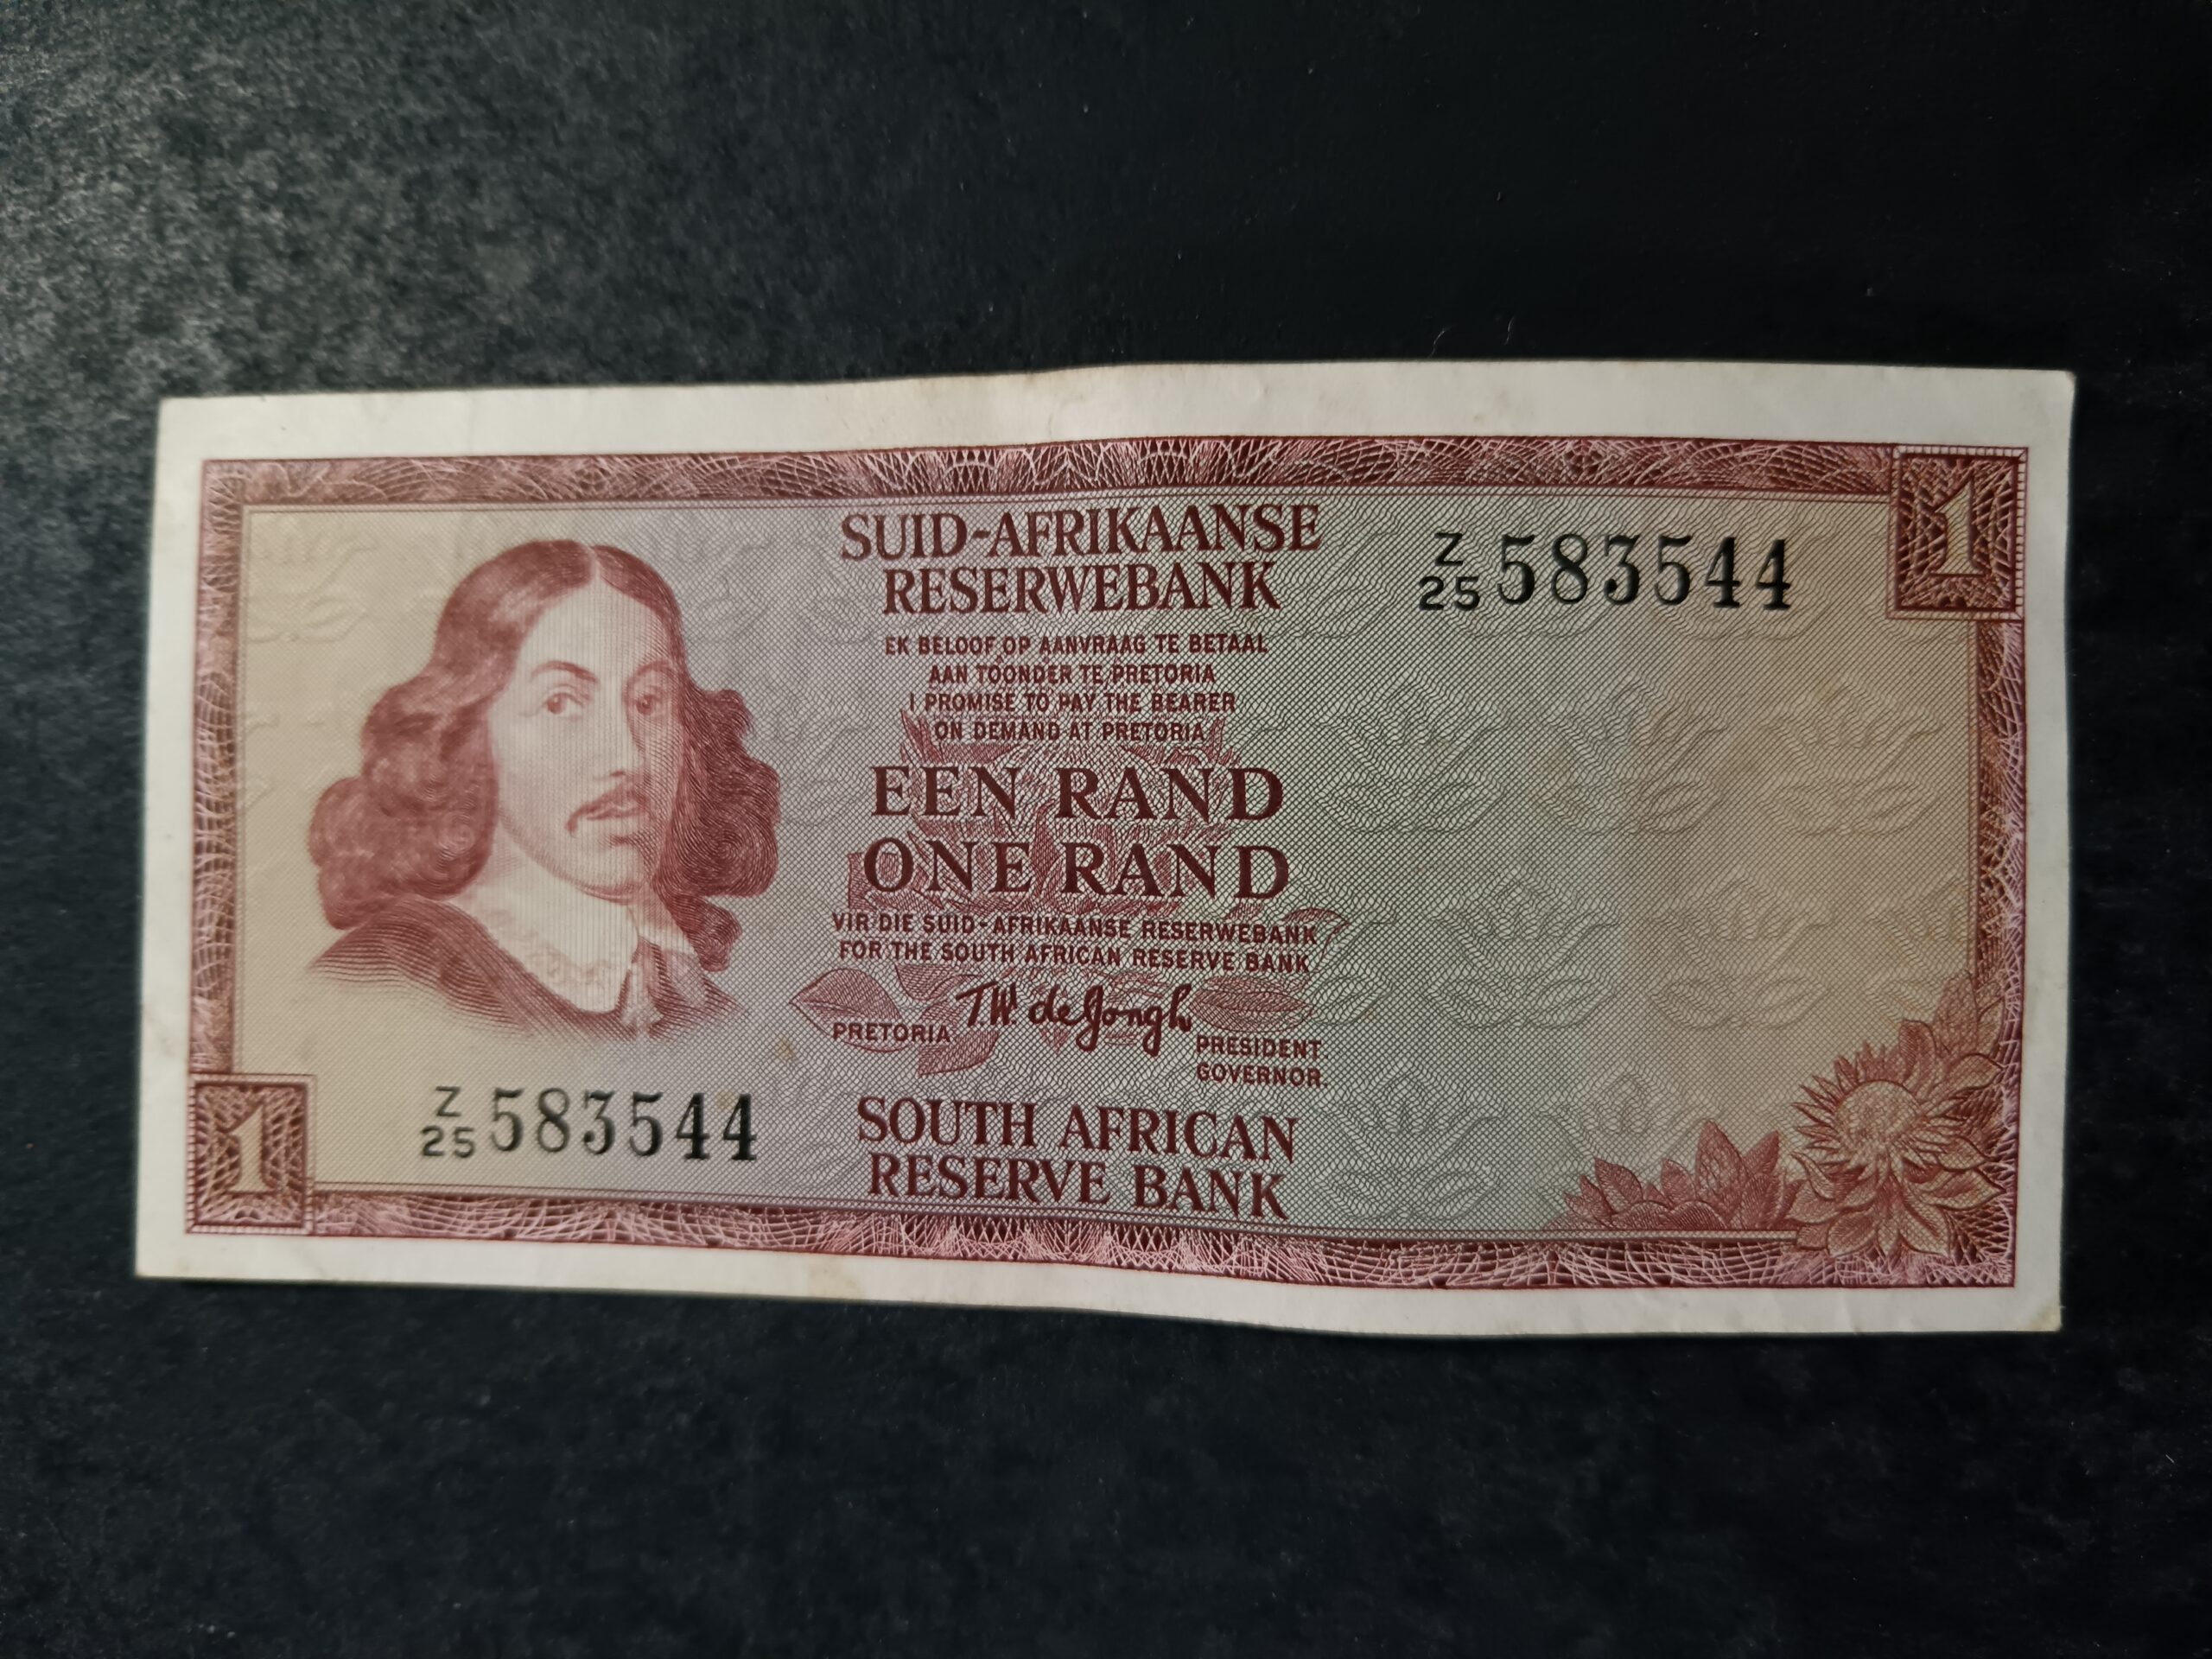 SUID-AFRIKAANSE
RESERWEBANK
Z/25 583544
1
EK BELOOF OP AANVRAAG TE BETAAL
AAN TOONDER TE PRETORIA
I PROMISE TO PAY THE BEARER
ON DEMAND AT PRETORIA
EEN RAND
ONE RAND
VIR DIE SUID-AFRIKAANSE RESERWEBANK
FOR THE SOUTH AFRICAN RESERVE BANK
T.W. de Jongh
PRETORIA
PRESIDENT
GOVERNOR.
1
Z/25 583544
SOUTH AFRICAN
RESERVE BANK